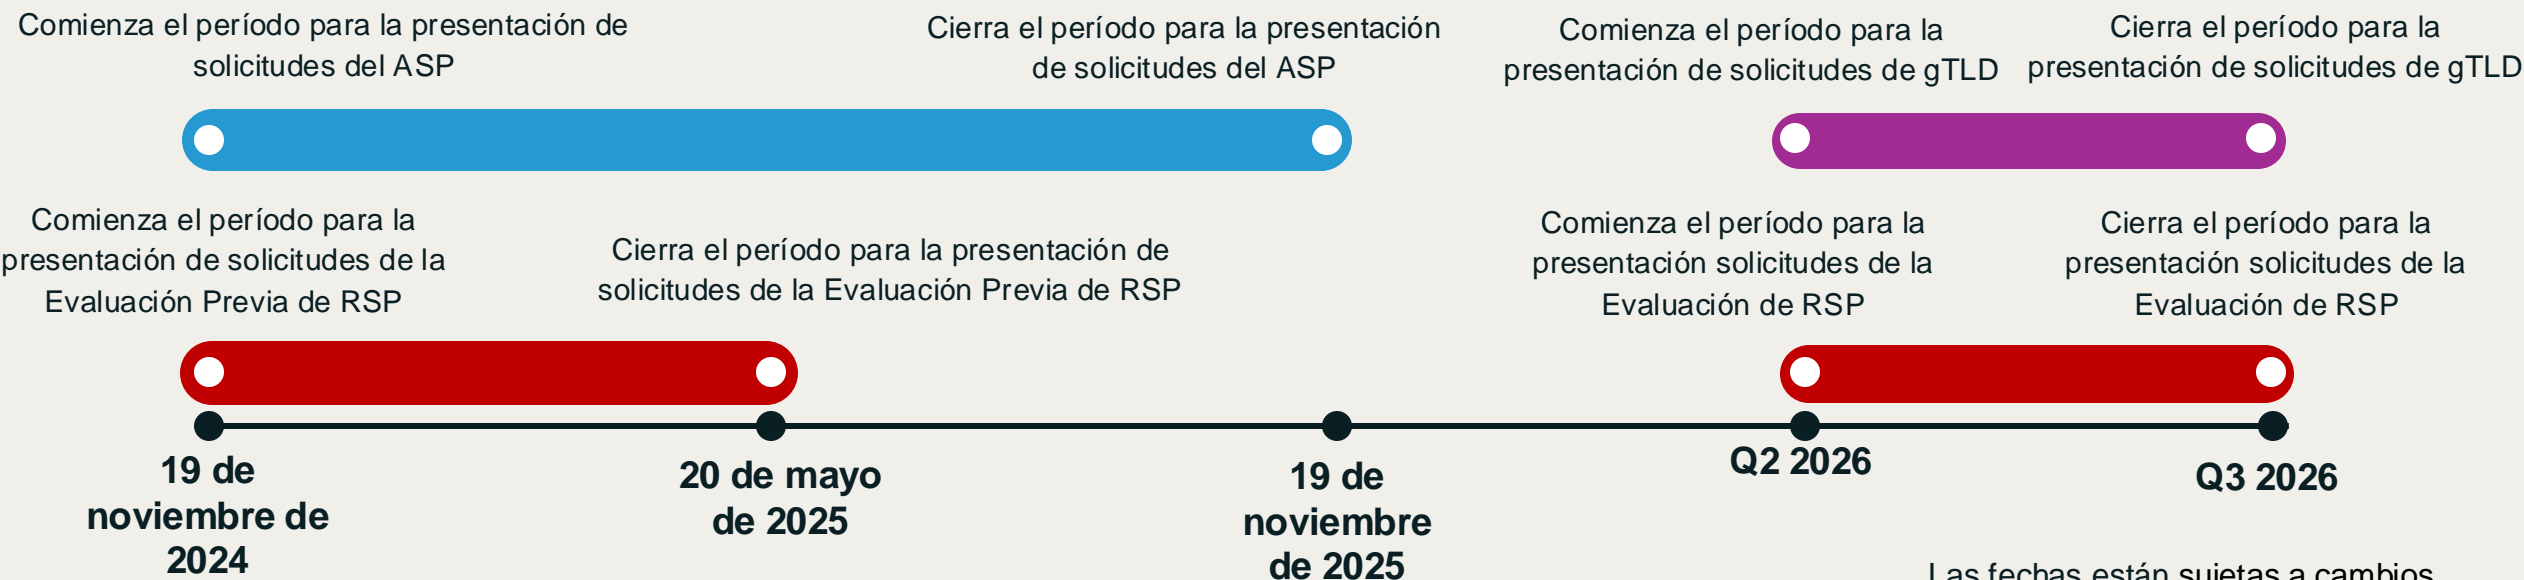 Comienza el período para la presentación de
solicitudes del ASP
Cierra el período para la presentación
de solicitudes del ASP
Comienza el período para la
presentación de solicitudes de gTLD
Cierra el período para la
presentación de solicitudes de gTLD
Comienza el período para la
presentación de solicitudes de la
Evaluación Previa de RSP
Cierra el período para la presentación de
solicitudes de la Evaluación Previa de RSP
Comienza el período para la
presentación solicitudes de la
Evaluación de RSP
Cierra el período para la
presentación solicitudes de la
Evaluación de RSP
19 de
noviembre de
2024
20 de mayo
de 2025
19 de
noviembre
de 2025
Q2 2026
Q3 2026
Las fechas están sujetas a cambios